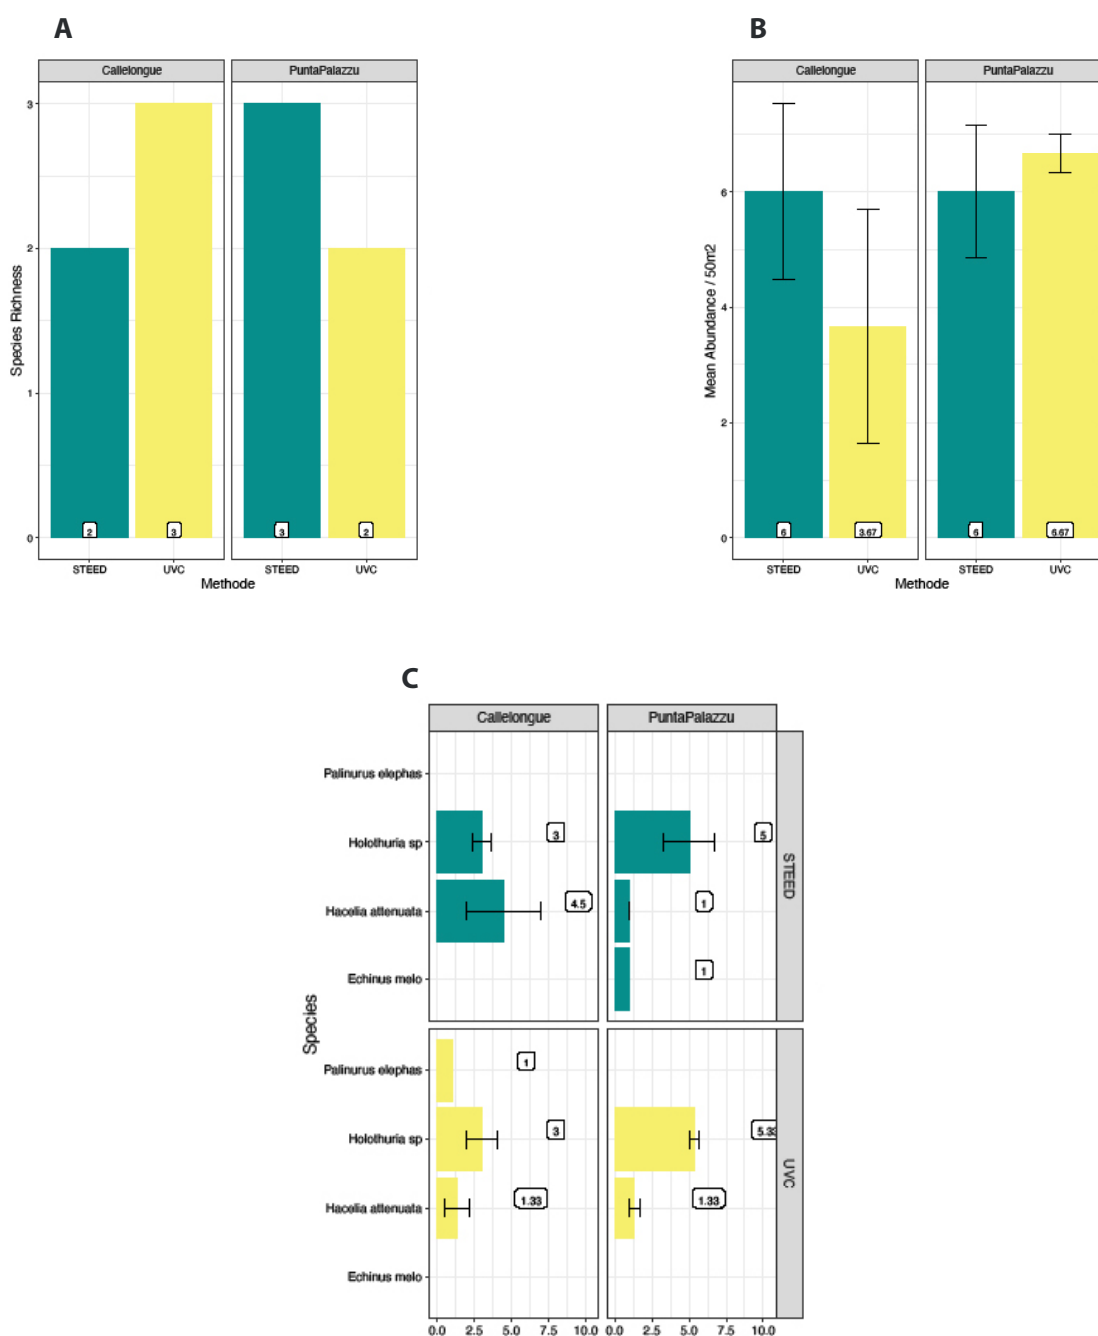 A
Callelongue PuntaPalazzu
Species Richness
3
2
1
0
2 3 3 2
STEED UVC STEED UVC
Methode
B
Callelongue PuntaPalazzu
Mean Abundance / 50m2
6
4
2
0
6 3.67 6 6.67
STEED UVC STEED UVC
Methode
C
Callelongue PuntaPalazzu
Species
Palinurus elephas
Holothuria sp 3 5
Hacelia attenuata 4.5 1
Echinus melo 1
STEED
Palinurus elephas 1
Holothuria sp 3 5.33
Hacelia attenuata 1.33 1.33
Echinus melo
UVC
0.0 2.5 5.0 7.5 10.0 0.0 2.5 5.0 7.5 10.0